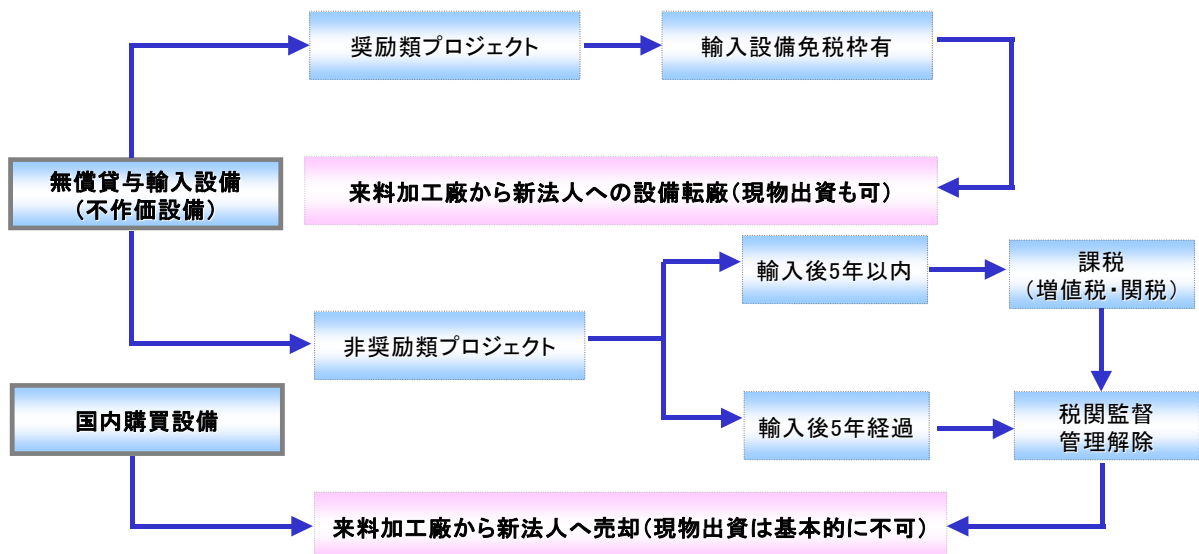 奨励類プロジェクト
輸入設備免税枠有
無償貸与輸入設備
（不作価設備）
来料加工廠から新法人への設備転廠（現物出資も可）
輸入後5年以内
課税
（増値税・関税）
非奨励類プロジェクト
国内購買設備
輸入後5年経過
税関監督
管理解除
来料加工廠から新法人へ売却（現物出資は基本的に不可）